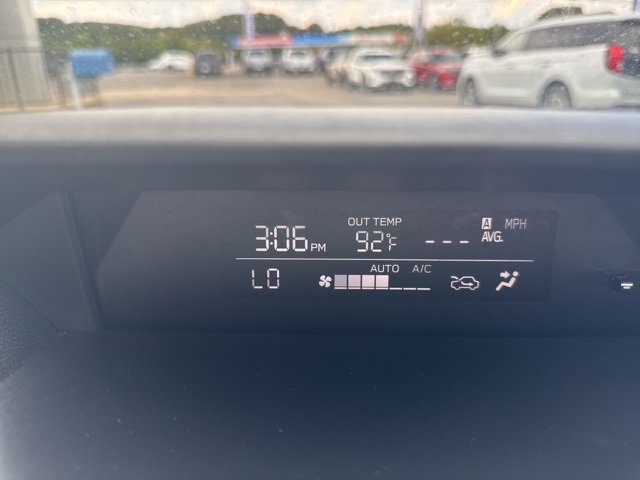 OUT TEMP A MPH
3:06 PM 92°F --- AVG.
AUTO A/C
LO